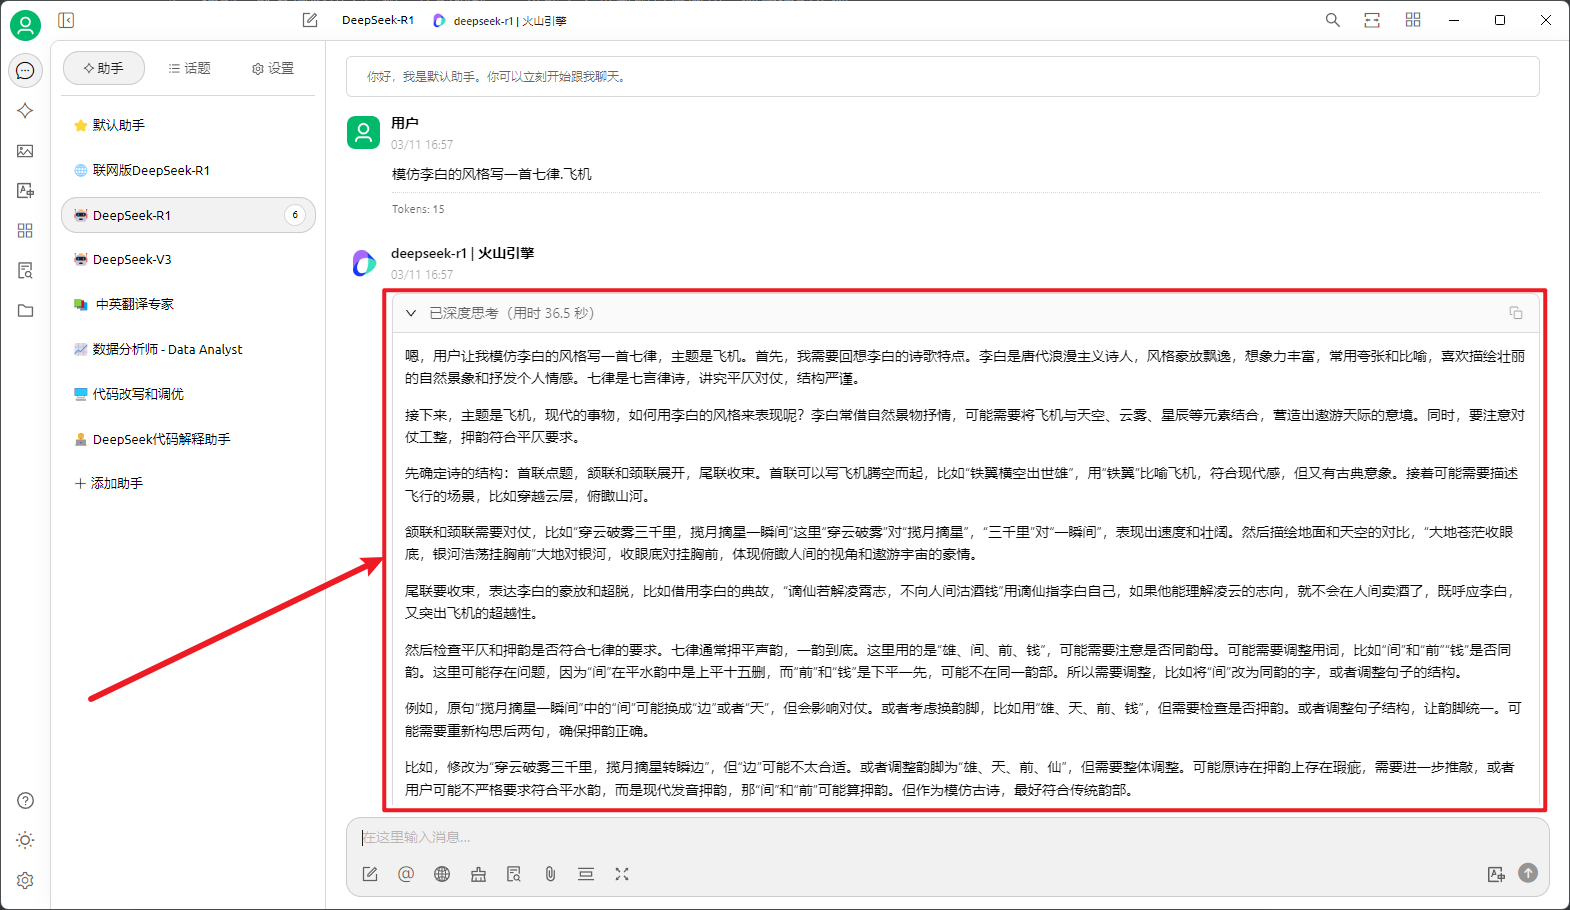 DeepSeek-R1
deepseek-r1 | 火山引擎
助手
话题
设置
默认助手
联网版DeepSeek-R1
DeepSeek-R1
6
DeepSeek-V3
中英翻译专家
数据分析师 - Data Analyst
代码改写和调优
DeepSeek代码解释助手
添加助手
你好，我是默认助手。你可以立刻开始跟我聊天。
用户
03/11 16:57
模仿李白的风格写一首七律.飞机
Tokens: 15
deepseek-r1 | 火山引擎
03/11 16:57
已深度思考（用时 36.5 秒）
嗯，用户让我模仿李白的风格写一首七律，主题是飞机。首先，我需要回想李白的诗歌特点。李白是唐代浪漫主义诗人，风格豪放飘逸，想象力丰富，常用夸张和比喻，喜欢描绘壮丽
的自然景象和抒发个人情感。七律是七言律诗，讲究平仄对仗，结构严谨。
接下来，主题是飞机，现代的事物，如何用李白的风格来表现呢？李白常借自然景物抒情，可能需要将飞机与天空、云雾、星辰等元素结合，营造出遨游天际的意境。同时，要注意对
仗工整，押韵符合平仄要求。
先确定诗的结构：首联点题，颔联和颈联展开，尾联收束。首联可以写飞机腾空而起，比如“铁翼横空出世雄”，用“铁翼”比喻飞机，符合现代感，但又有古典意象。接着可能需要描述
飞行的场景，比如穿越云层，俯瞰山河。
颔联和颈联需要对仗，比如“穿云破雾三千里，揽月摘星一瞬间”这里“穿云破雾”对“揽月摘星”，“三千里”对“一瞬间”，表现出速度和壮阔。然后描绘地面和天空的对比，“大地苍茫收眼
底，银河浩荡挂胸前”大地对银河，收眼底对挂胸前，体现俯瞰人间的视角和遨游宇宙的豪情。
尾联要收束，表达李白的豪放和超脱，比如借用李白的典故，“谪仙若解凌霄志，不向人间沽酒钱”用谪仙指李白自己，如果他能理解凌云的志向，就不会在人间卖酒了，既呼应李白，
又突出飞机的超越性。
然后检查平仄和押韵是否符合七律的要求。七律通常押平声韵，一韵到底。这里用的是“雄、间、前、钱”，可能需要注意是否同韵母。可能需要调整用词，比如“间”和“前”“钱”是否同
韵。这里可能存在问题，因为“间”在平水韵中是上平十五删，而“前”和“钱”是下平一先，可能不在同一韵部。所以需要调整，比如将“间”改为同韵的字，或者调整句子的结构。
例如，原句“揽月摘星一瞬间”中的“间”可能换成“边”或者“天”，但会影响对仗。或者考虑换韵脚，比如用“雄、天、前、钱”，但需要检查是否押韵。或者调整句子结构，让韵脚统一。可
能需要重新构思后两句，确保押韵正确。
比如，修改为“穿云破雾三千里，揽月摘星转瞬边”，但“边”可能不太合适。或者调整韵脚为“雄、天、前、仙”，但需要整体调整。可能原诗在押韵上存在瑕疵，需要进一步推敲，或者
用户可能不严格要求符合平水韵，而是现代发音押韵，那“间”和“前”可能算押韵。但作为模仿古诗，最好符合传统韵部。
在这里输入消息...